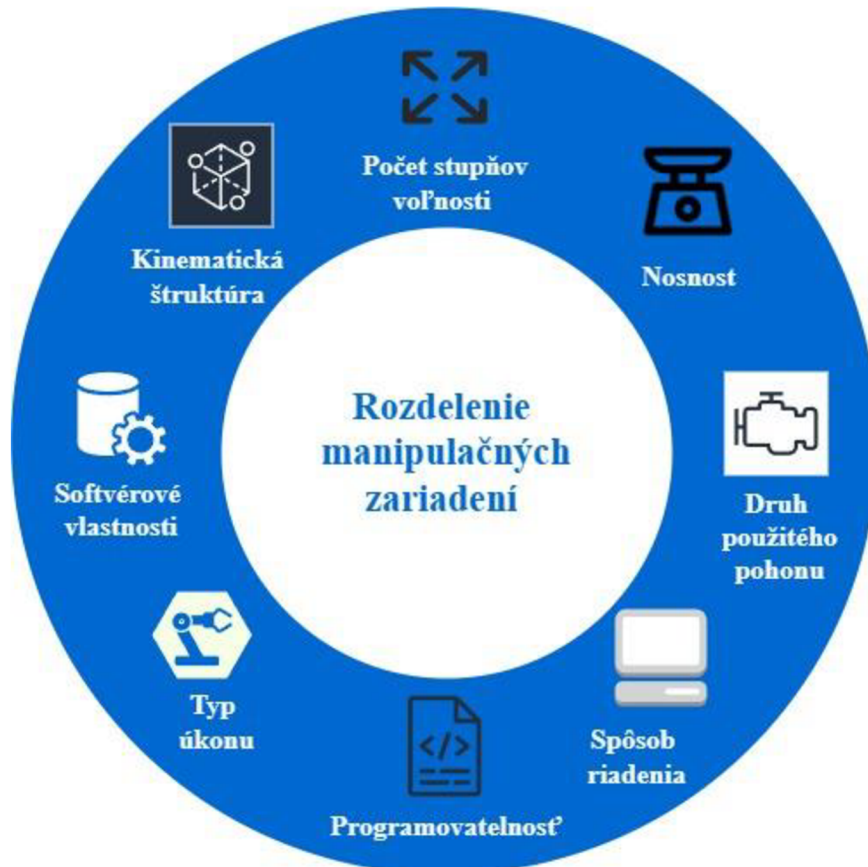 Počet stupňov
voľnosti
Nosnost
Druh
použitého
pohonu
Spôsob
riadenia
Programovatelnosť
Typ
úkonu
Softvérové
vlastnosti
Kinematická
štruktúra
Rozdelenie
manipulačných
zariadení